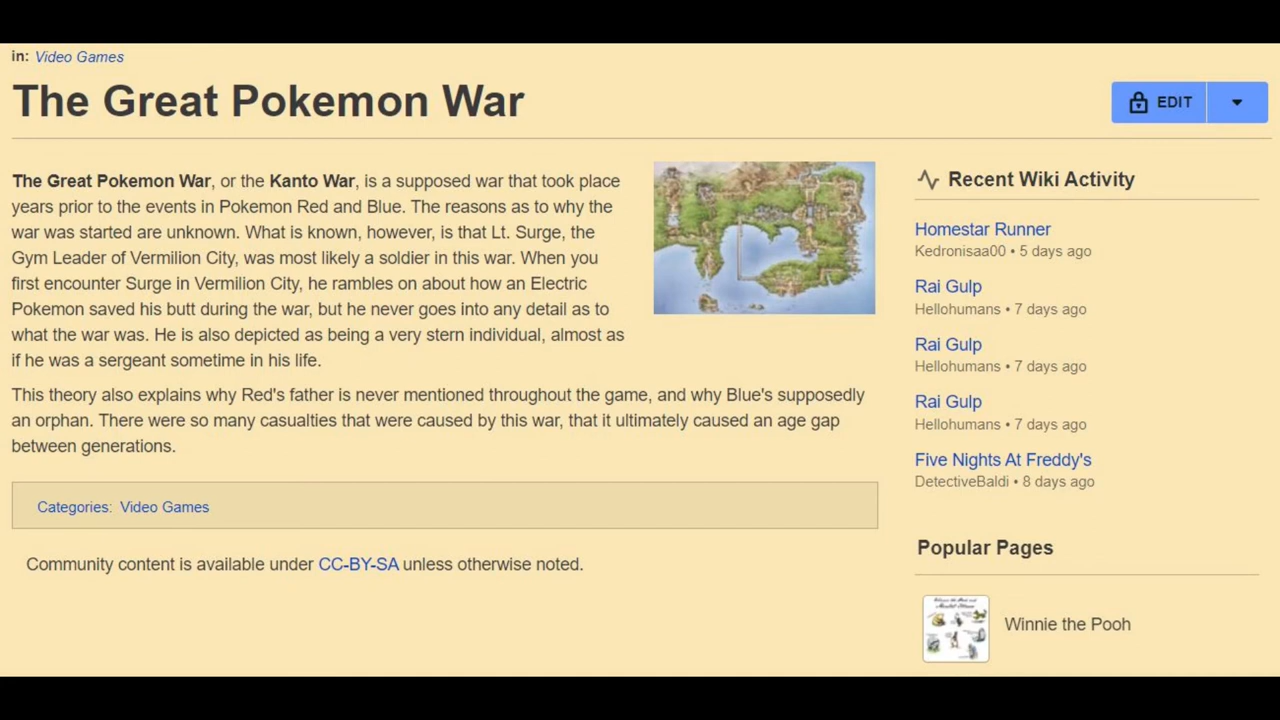 in: Video Games
The Great Pokemon War
EDIT
The Great Pokemon War, or the Kanto War, is a supposed war that took place
years prior to the events in Pokemon Red and Blue. The reasons as to why the
war was started are unknown. What is known, however, is that Lt. Surge, the
Gym Leader of Vermilion City, was most likely a soldier in this war. When you
first encounter Surge in Vermilion City, he rambles on about how an Electric
Pokemon saved his butt during the war, but he never goes into any detail as to
what the war was. He is also depicted as being a very stern individual, almost as
if he was a sergeant sometime in his life.
This theory also explains why Red's father is never mentioned throughout the game, and why Blue's supposedly
an orphan. There were so many casualties that were caused by this war, that it ultimately caused an age gap
between generations.
Categories: Video Games
Community content is available under CC-BY-SA unless otherwise noted.
Recent Wiki Activity
Homestar Runner
Kedronisaa00 • 5 days ago
Rai Gulp
Hellohumans • 7 days ago
Rai Gulp
Hellohumans • 7 days ago
Rai Gulp
Hellohumans • 7 days ago
Five Nights At Freddy's
DetectiveBaldi • 8 days ago
Popular Pages
Winnie the Pooh